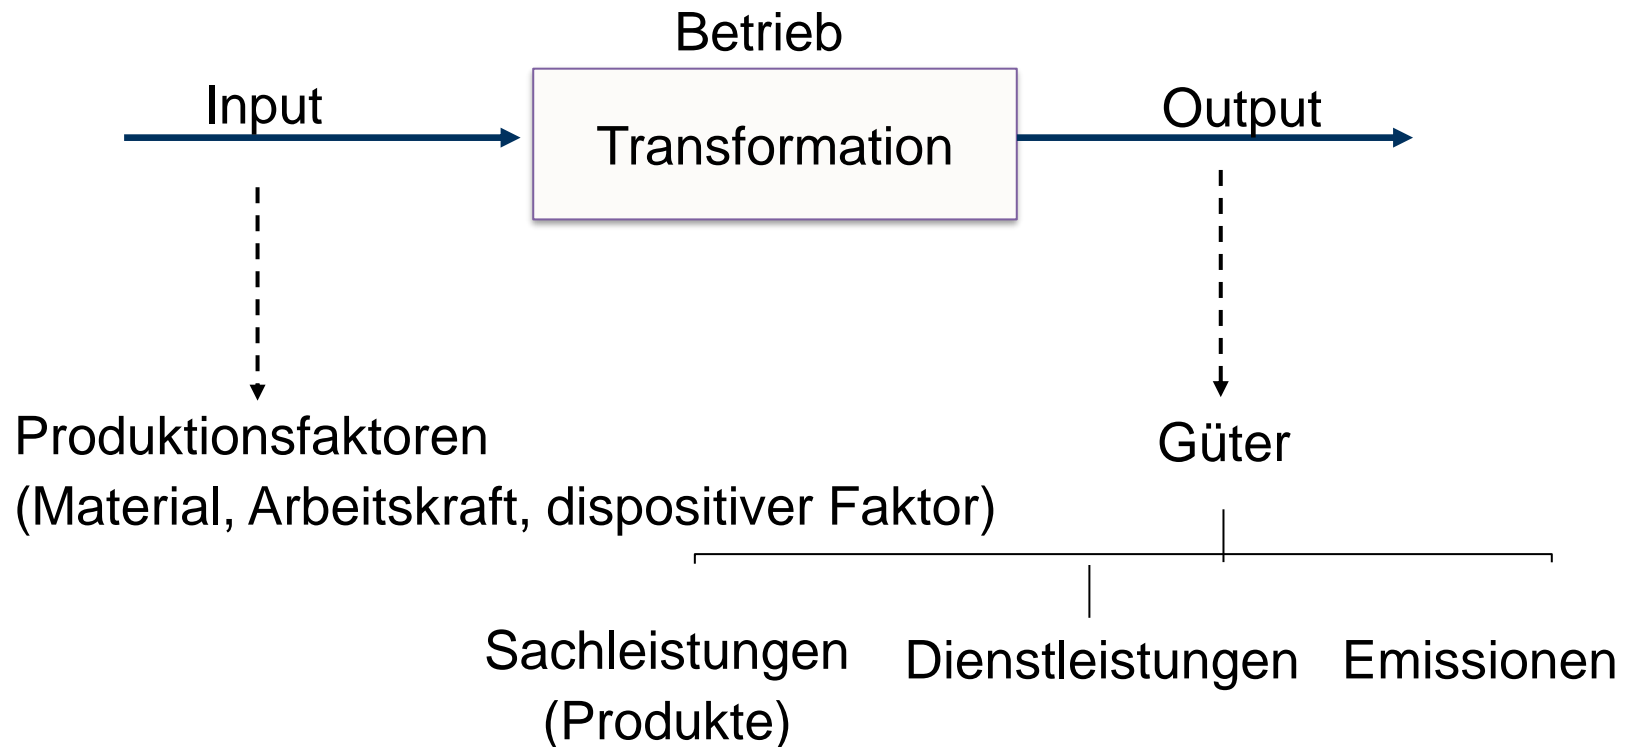 Betrieb
Input
Transformation
Output
Produktionsfaktoren
(Material, Arbeitskraft, dispositiver Faktor)
Güter
Sachleistungen
(Produkte)
Dienstleistungen
Emissionen